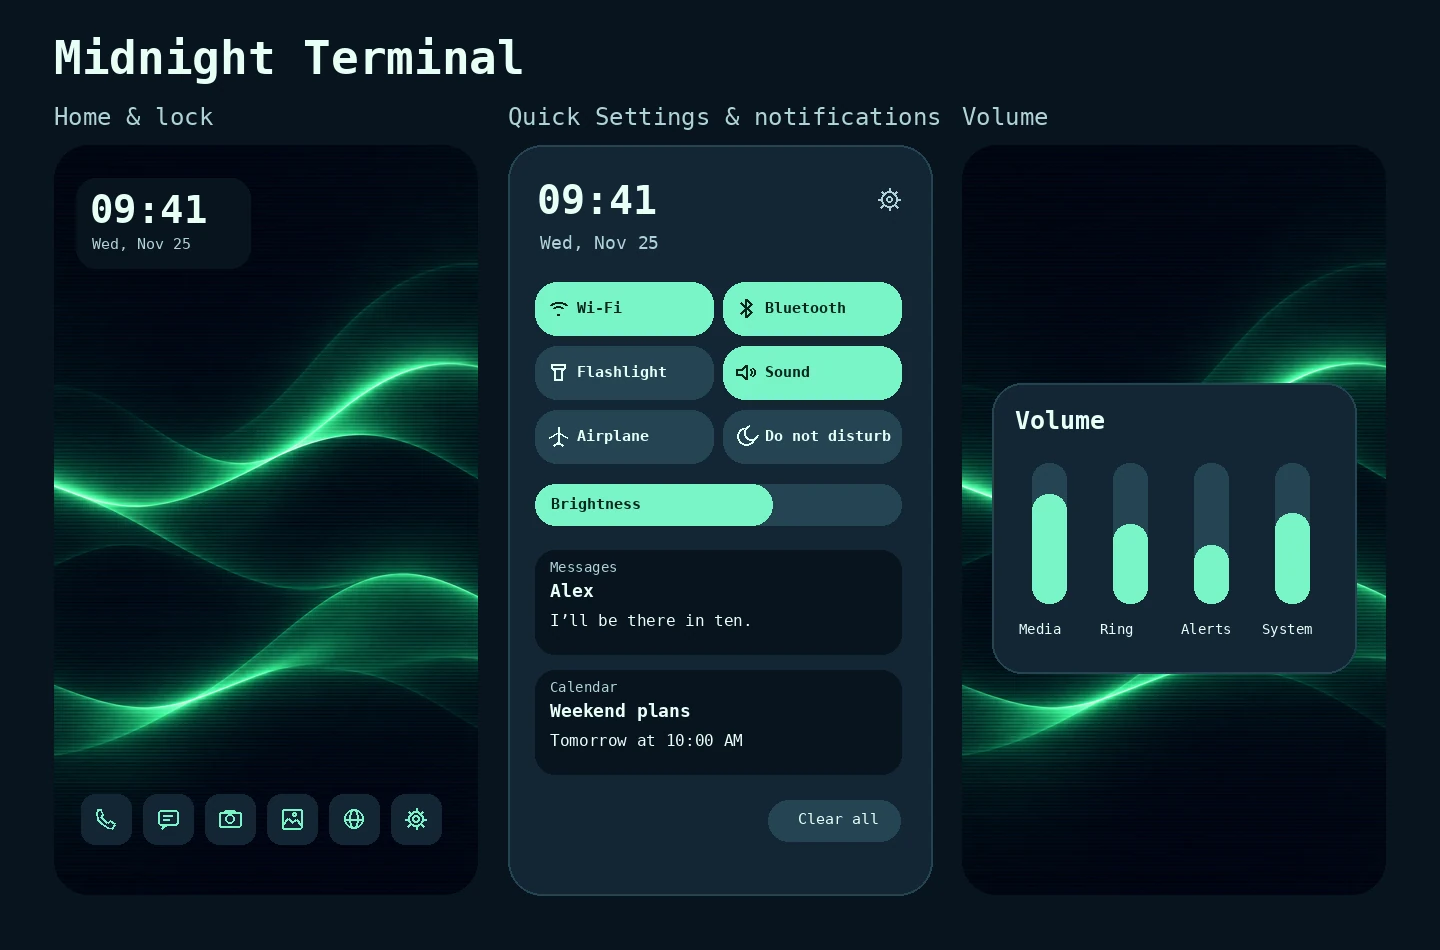 Midnight Terminal
Home & lock
Quick Settings & notifications
Volume
09:41
Wed, Nov 25
09:41
Wed, Nov 25
Wi-Fi
Bluetooth
Flashlight
Sound
Airplane
Do not disturb
Brightness
Messages
Alex
I’ll be there in ten.
Calendar
Weekend plans
Tomorrow at 10:00 AM
Clear all
Volume
Media
Ring
Alerts
System